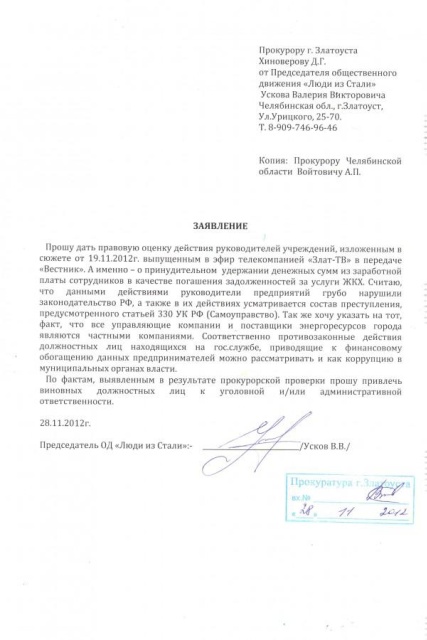 Прокурору г. Златоуста
Хиноверову Д.Г.
от Председателя общественного
движения «Люди из Стали»
Ускова Валерия Викторовича
Челябинская обл., г.Златоуст,
Ул.Урицкого, 25-70.
Т. 8-909-746-96-46
Копия: Прокурору Челябинской
области Войтовичу А.П.
ЗАЯВЛЕНИЕ
Прошу дать правовую оценку действия руководителей учреждений, изложенным в
сюжете от 19.11.2012г. выпущенным в эфир телекомпанией «Злат-ТВ» в передаче
«Вестник». А именно – о принудительном удержании денежных сумм из заработной
платы сотрудников в качестве погашения задолженностей за услуги ЖКХ. Считаю,
что данными действиями руководители предприятий грубо нарушили
законодательство РФ, а также в их действиях усматривается состав преступления,
предусмотренного статьей 330 УК РФ (Самоуправство). Так же хочу указать на тот,
факт, что все управляющие компании и поставщики энергоресурсов города
являются частными компаниями. Соответственно противозаконные действия
должностных лиц находящихся на гос.службе, приводящие к финансовому
обогащению данных предпринимателей можно рассматривать и как коррупцию в
муниципальных органах власти.
По фактам, выявленным в результате прокурорской проверки прошу привлечь
виновных должностных лиц к уголовной и/или административной
ответственности.
28.11.2012г.
Председатель ОД «Люди из Стали»:- /Усков В.В./
Прокуратура г.Златоуста
вх.№
« 28 » 11 2012